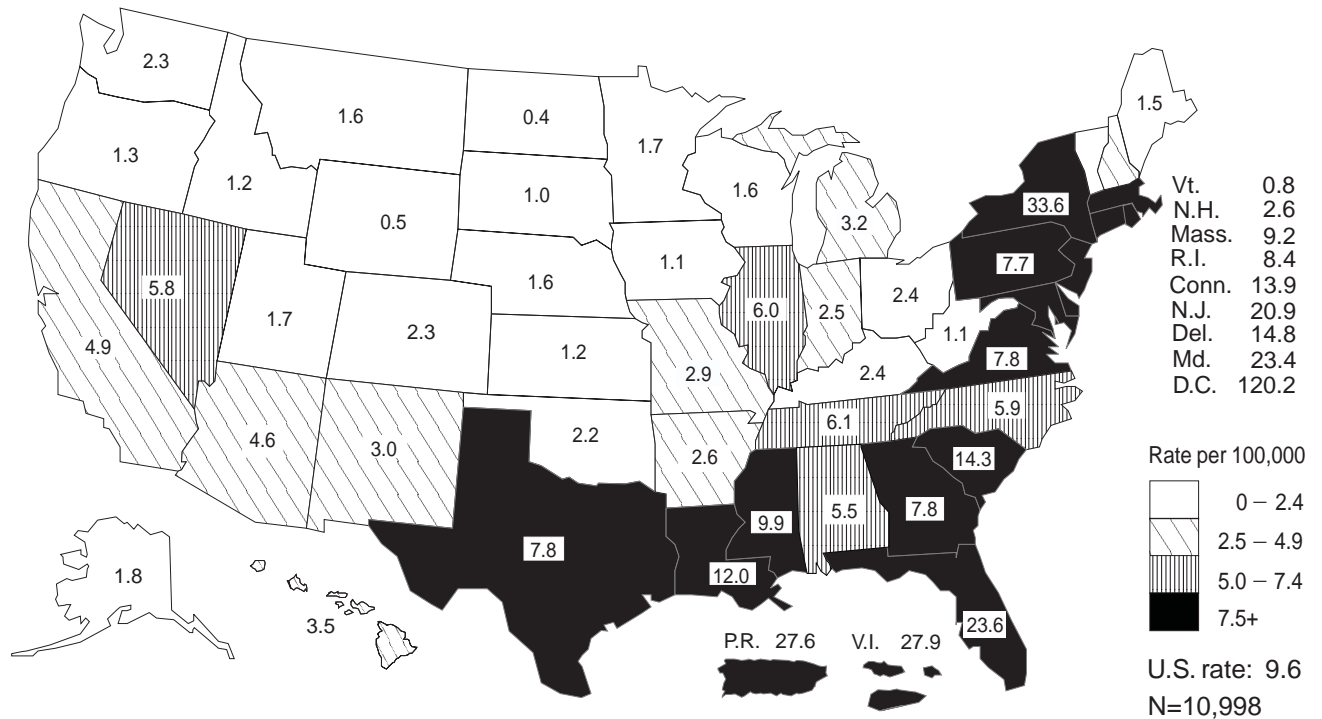 2.3
1.6
0.4
1.7
1.5
1.3
1.2
0.5
1.0
1.6
3.2
33.6
7.7
5.8
1.7
2.3
1.6
1.1
6.0
2.5
2.4
1.1
7.8
4.9
4.6
3.0
1.2
2.9
2.4
6.1
5.9
2.2
2.6
14.3
9.9
5.5
7.8
7.8
12.0
23.6
1.8
3.5
P.R. 27.6
V.I. 27.9
Vt. 0.8
N.H. 2.6
Mass. 9.2
R.I. 8.4
Conn. 13.9
N.J. 20.9
Del. 14.8
Md. 23.4
D.C. 120.2
Rate per 100,000
0 – 2.4
2.5 – 4.9
5.0 – 7.4
7.5+
U.S. rate: 9.6
N=10,998